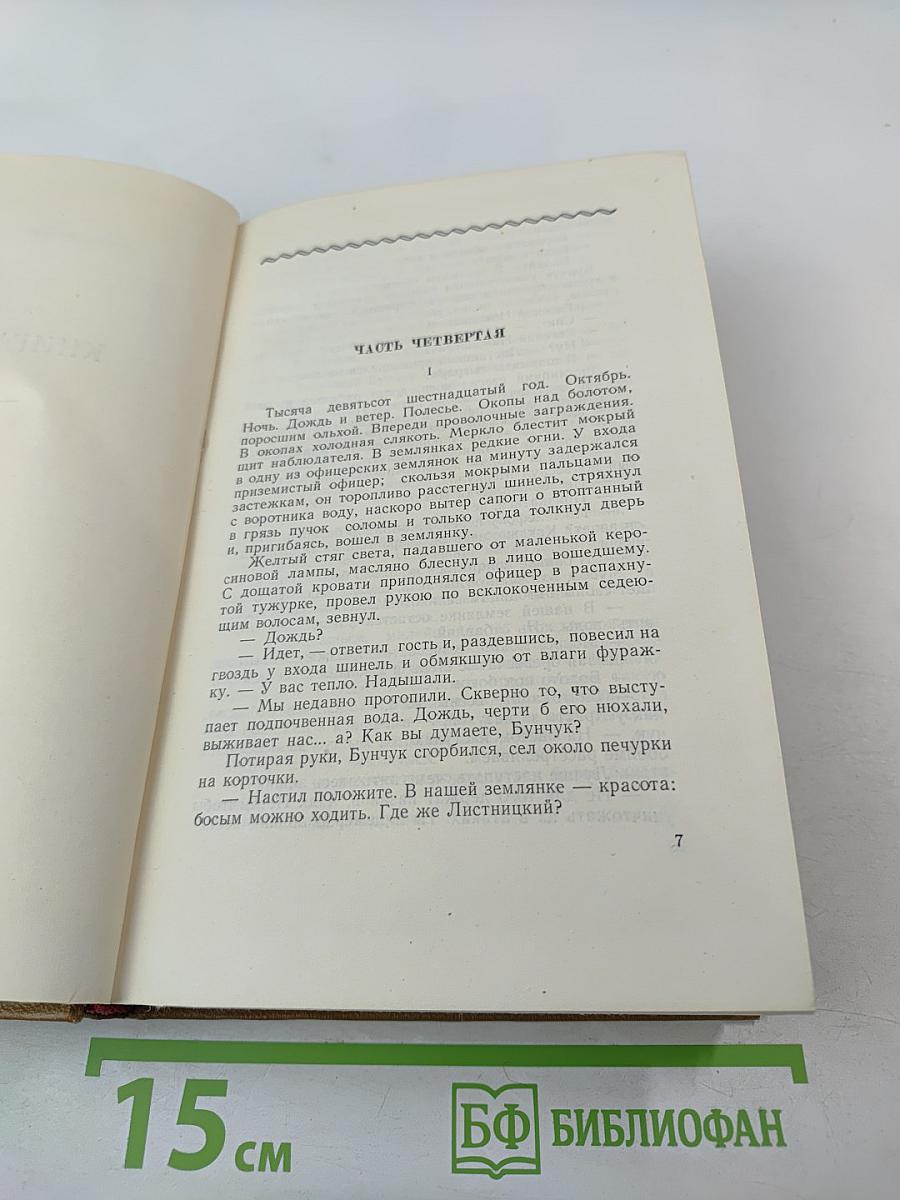 КНИГ
ЧАСТЬ ЧЕТВЕРТАЯ
I
Тысяча девятьсот шестнадцатый год. Октябрь.
Ночь. Дождь и ветер. Полесье. Окопы над болотом,
поросшим ольхой. Впереди проволочные заграждения.
В окопах холодная слякоть. Меркло блестит мокрый
щит наблюдателя. В землянках редкие огни. У входа
в одну из офицерских землянок на минуту задержался
приземистый офицер; скользя мокрыми пальцами по
застежкам, он торопливо расстегнул шинель, стряхнул
с воротника воду, наскоро вытер сапоги о втоптанный
в грязь пучок соломы и только тогда толкнул дверь
и, пригибаясь, вошел в землянку.
Желтый стяг света, падавшего от маленькой керо-
синовой лампы, масляно блеснул в лицо вошедшему.
С дощатой кровати приподнялся офицер в распахну-
той тужурке, провел рукою по всклокоченным седею-
щим волосам, зевнул.
— Дождь?
— Идет, — ответил гость и, раздевшись, повесил на
гвоздь у входа шинель и обмякшую от влаги фураж-
ку. — У вас тепло. Надышали.
— Мы недавно протопили. Скверно то, что высту-
пает подпочвенная вода. Дождь, черти б его нюхали,
выживает нас... а? Как вы думаете, Бунчук?
Потирая руки, Бунчук сгорбился, сел около печурки
на корточки.
— Настил положите. В нашей землянке — красота:
босым можно ходить. Где же Листницкий?
7
15 см
БФ БИБЛИОФАН